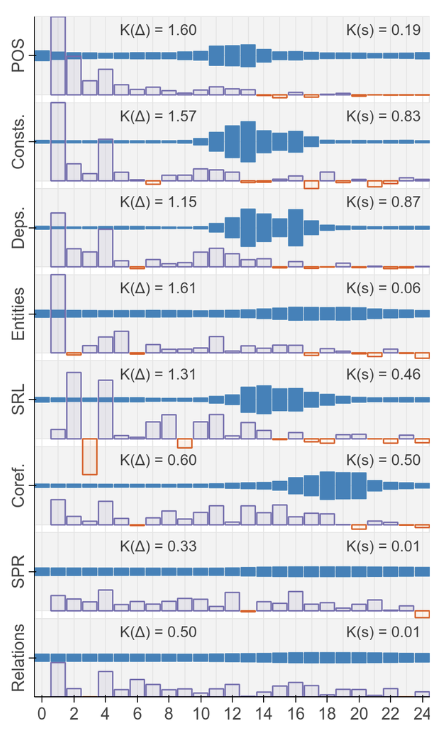 POS K(Δ) = 1.60 K(s) = 0.19
Consts. K(Δ) = 1.57 K(s) = 0.83
Deps. K(Δ) = 1.15 K(s) = 0.87
Entities K(Δ) = 1.61 K(s) = 0.06
SRL K(Δ) = 1.31 K(s) = 0.46
Coref. K(Δ) = 0.60 K(s) = 0.50
SPR K(Δ) = 0.33 K(s) = 0.01
Relations K(Δ) = 0.50 K(s) = 0.01
0 2 4 6 8 10 12 14 16 18 20 22 24